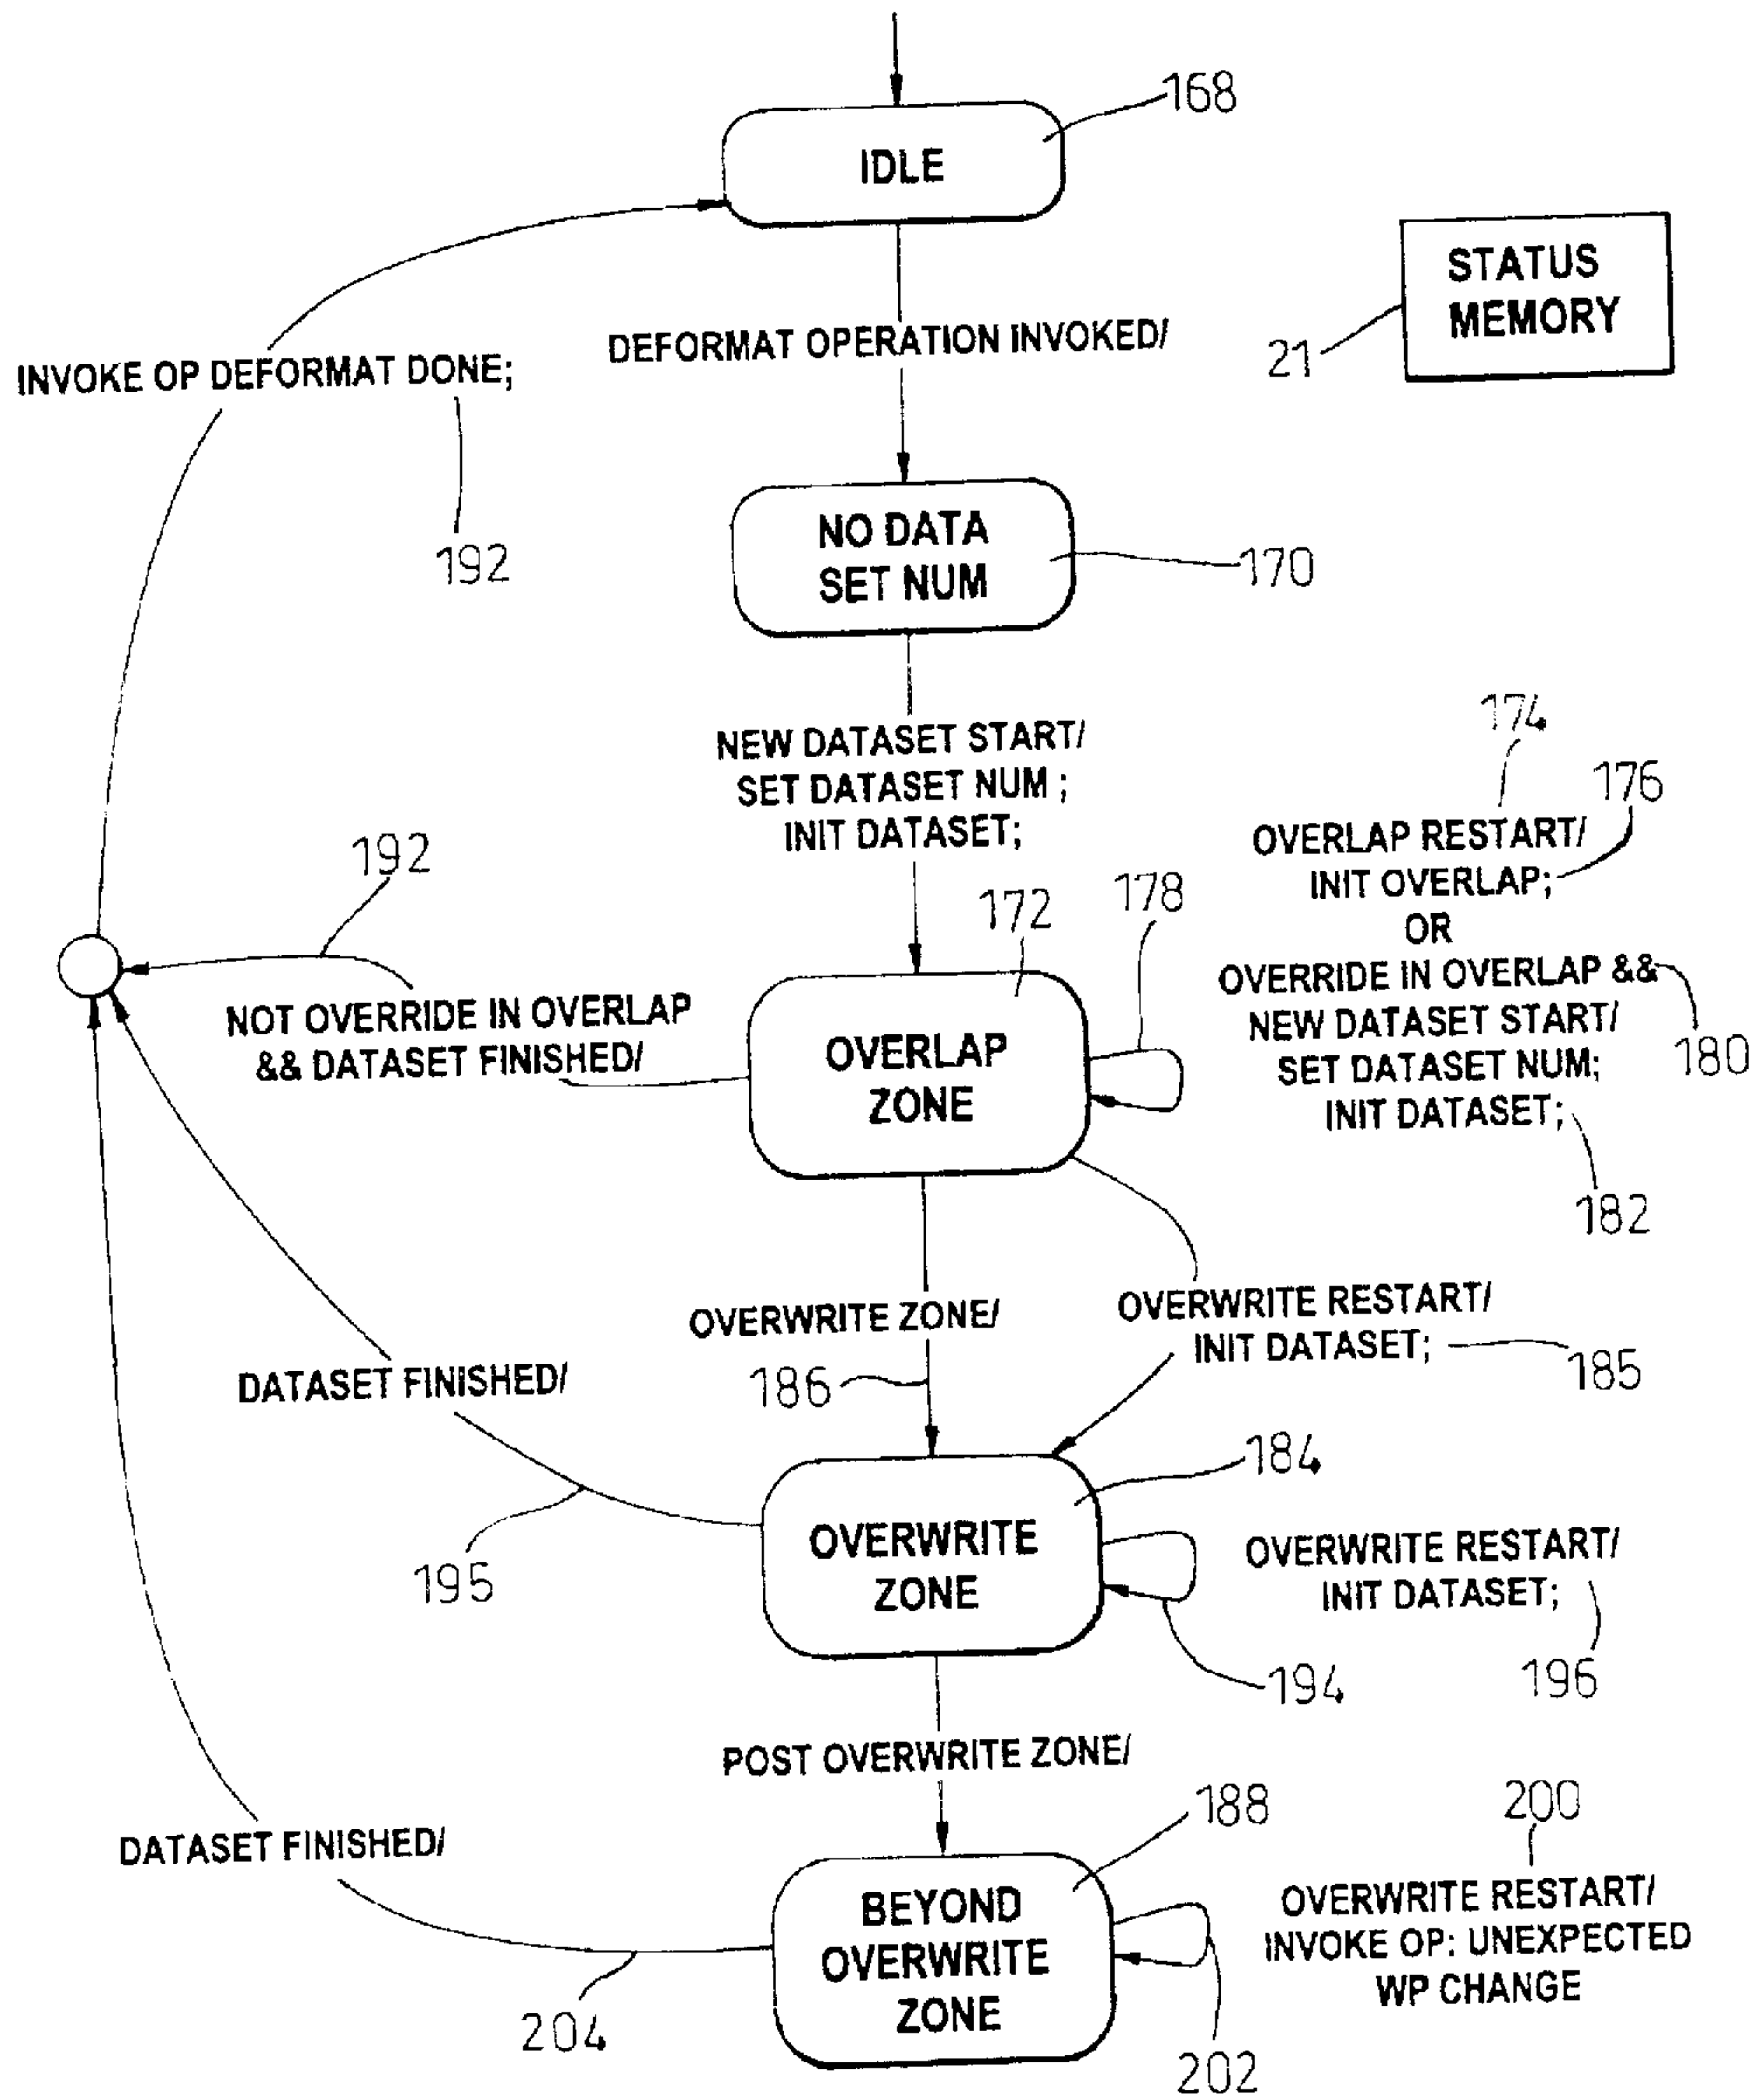 168
IDLE
STATUS
MEMORY
21
DEFORMAT OPERATION INVOKED/
INVOKE OP DEFORMAT DONE;
192
NO DATA
SET NUM
170
NEW DATASET START/
SET DATASET NUM ;
INIT DATASET;
174
176
OVERLAP RESTART/
INIT OVERLAP;
OR
OVERRIDE IN OVERLAP &&
NEW DATASET START/
SET DATASET NUM;
INIT DATASET;
180
182
192
172
178
NOT OVERRIDE IN OVERLAP
&& DATASET FINISHED/
OVERLAP
ZONE
OVERWRITE ZONE/
186
OVERWRITE RESTART/
INIT DATASET;
185
DATASET FINISHED/
195
184
OVERWRITE
ZONE
OVERWRITE RESTART/
INIT DATASET;
194
196
POST OVERWRITE ZONE/
188
200
DATASET FINISHED/
204
BEYOND
OVERWRITE
ZONE
OVERWRITE RESTART/
INVOKE OP: UNEXPECTED
WP CHANGE
202